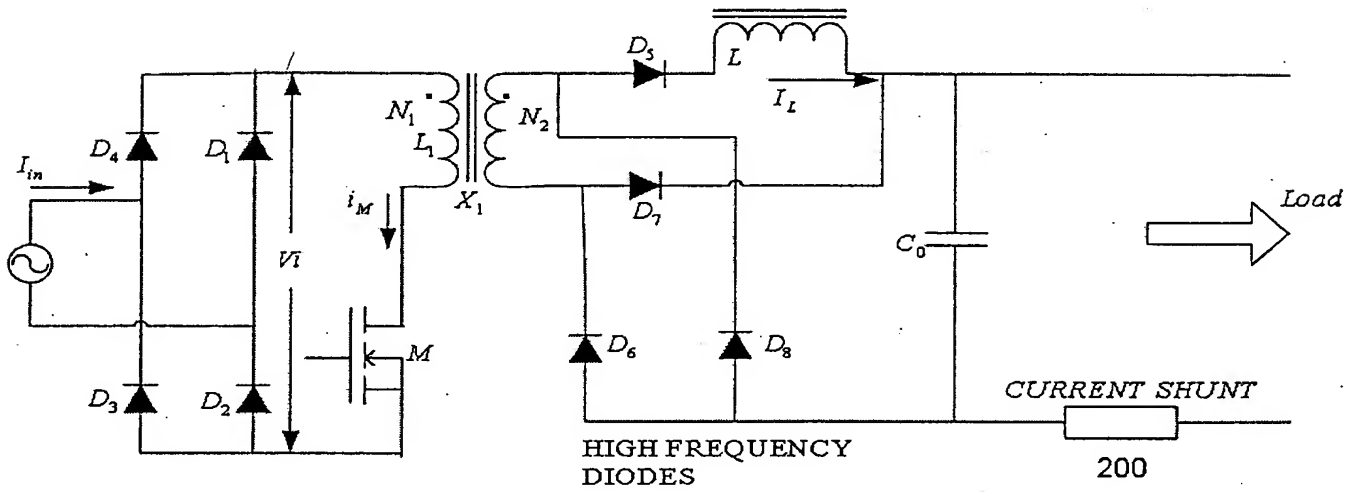 D5
L
IL
N1
N2
L1
D4
D1
Iin
iM
X1
D7
Load
C0
Vi
M
D6
D8
D3
D2
CURRENT SHUNT
HIGH FREQUENCY
DIODES
200